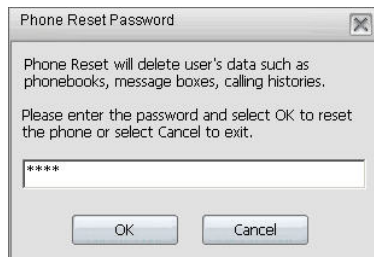 Phone Reset Password
Phone Reset will delete user's data such as
phonebooks, message boxes, calling histories.
Please enter the password and select OK to reset
the phone or select Cancel to exit.
****
OK
Cancel